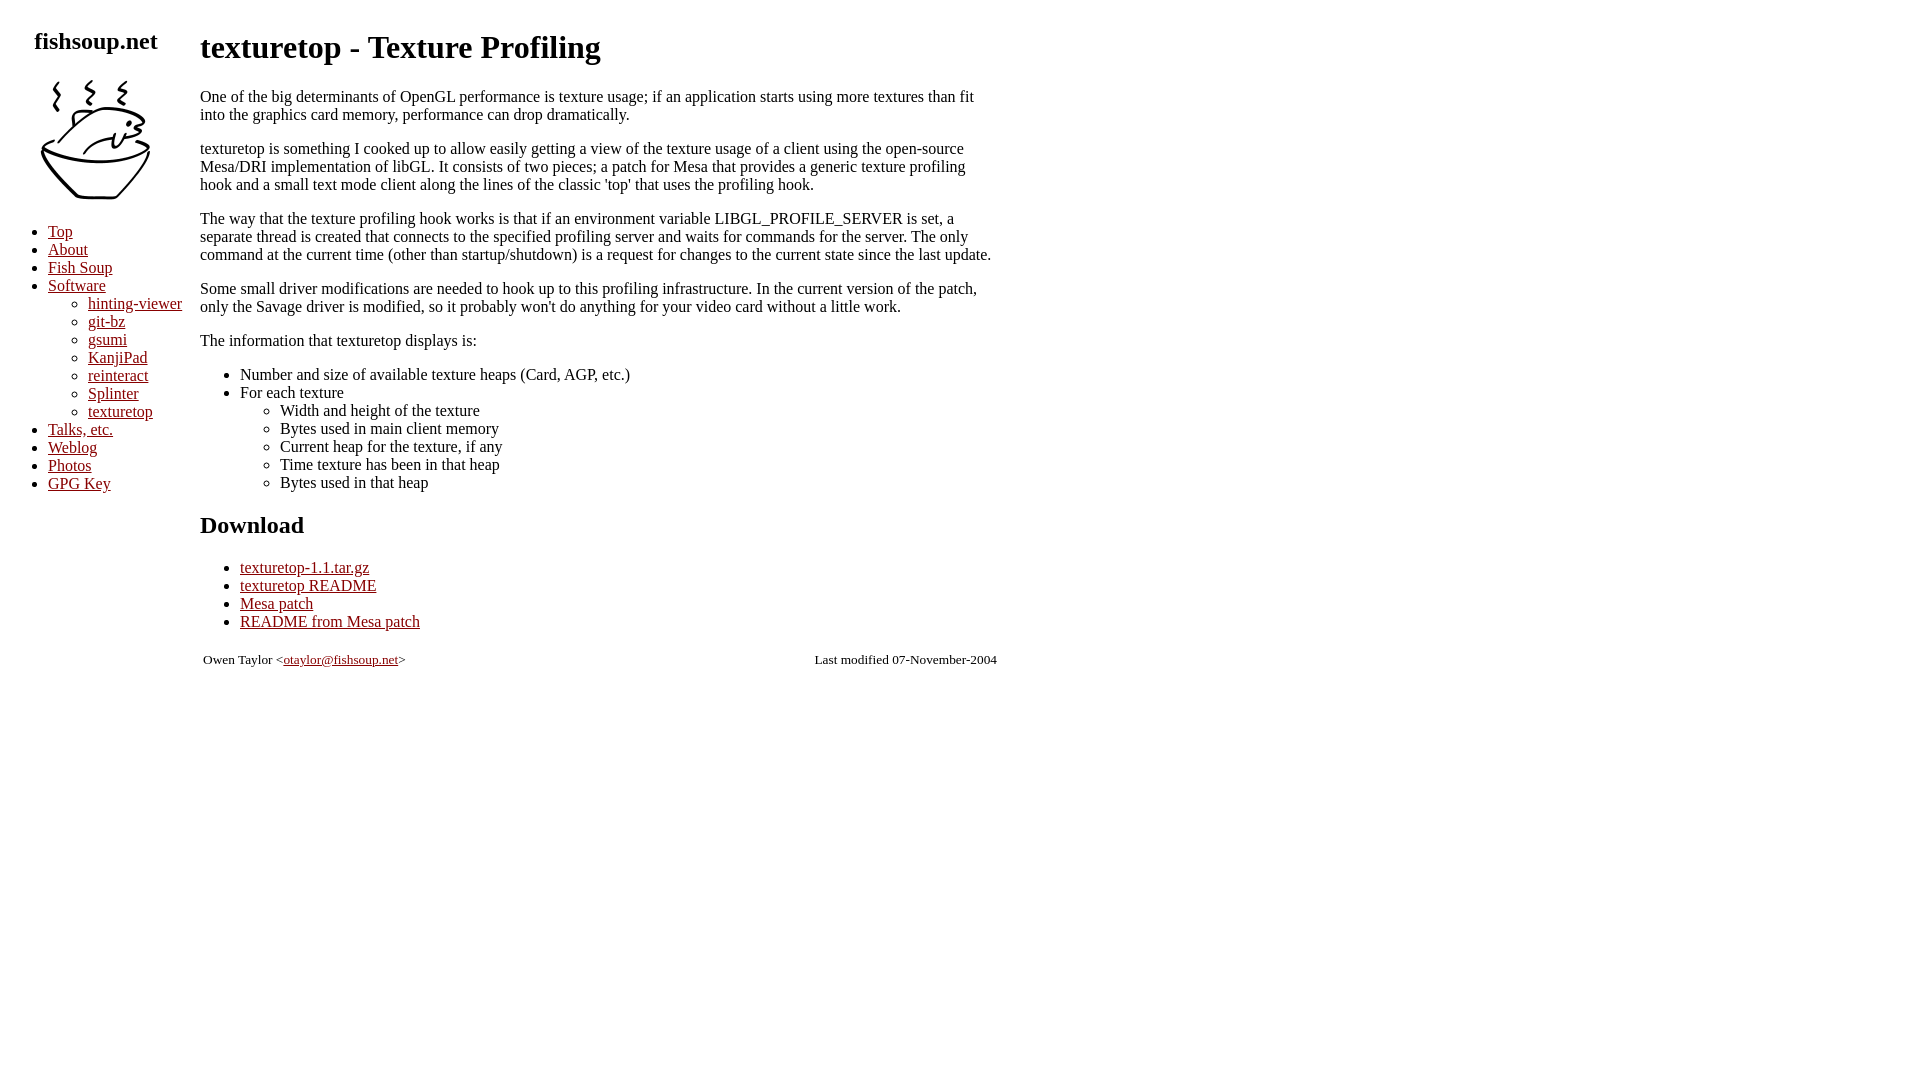 fishsoup.net
Top
About
Fish Soup
Software
hinting-viewer
git-bz
gsumi
KanjiPad
reinteract
Splinter
texturetop
Talks, etc.
Weblog
Photos
GPG Key
texturetop - Texture Profiling
One of the big determinants of OpenGL performance is texture usage; if an application starts using more textures than fit
into the graphics card memory, performance can drop dramatically.
texturetop is something I cooked up to allow easily getting a view of the texture usage of a client using the open-source
Mesa/DRI implementation of libGL. It consists of two pieces; a patch for Mesa that provides a generic texture profiling
hook and a small text mode client along the lines of the classic 'top' that uses the profiling hook.
The way that the texture profiling hook works is that if an environment variable LIBGL_PROFILE_SERVER is set, a
separate thread is created that connects to the specified profiling server and waits for commands for the server. The only
command at the current time (other than startup/shutdown) is a request for changes to the current state since the last update.
Some small driver modifications are needed to hook up to this profiling infrastructure. In the current version of the patch,
only the Savage driver is modified, so it probably won't do anything for your video card without a little work.
The information that texturetop displays is:
Number and size of available texture heaps (Card, AGP, etc.)
For each texture
Width and height of the texture
Bytes used in main client memory
Current heap for the texture, if any
Time texture has been in that heap
Bytes used in that heap
Download
texturetop-1.1.tar.gz
texturetop README
Mesa patch
README from Mesa patch
Owen Taylor <otaylor@fishsoup.net> Last modified 07-November-2004